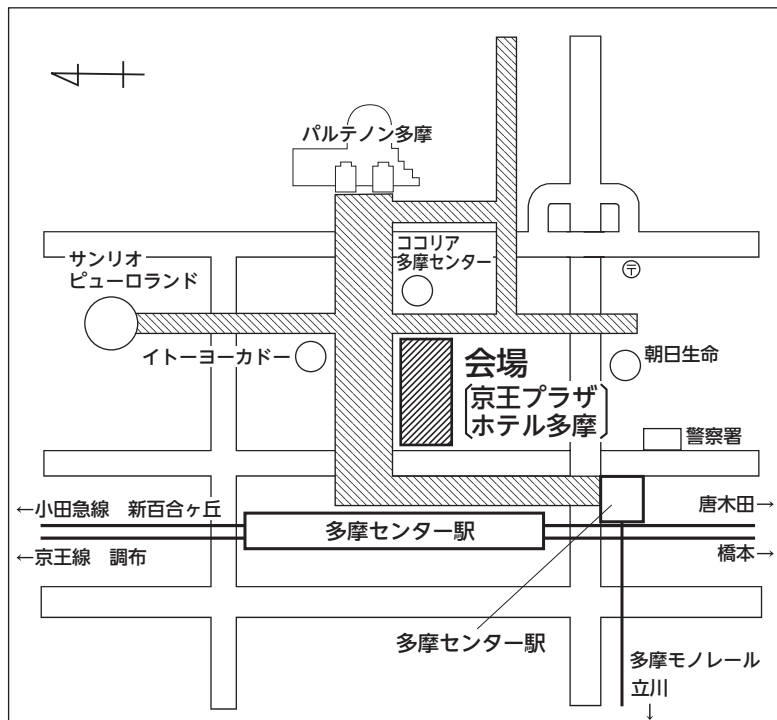 パルテノン多摩
サンリオ
ピューロランド
ココリア
多摩センター
〒
イトーヨーカドー
会場
〔京王プラザ
ホテル多摩〕
朝日生命
警察署
←小田急線　新百合ヶ丘
唐木田→
多摩センター駅
←京王線　調布
橋本→
多摩センター駅
多摩モノレール
立川
↓